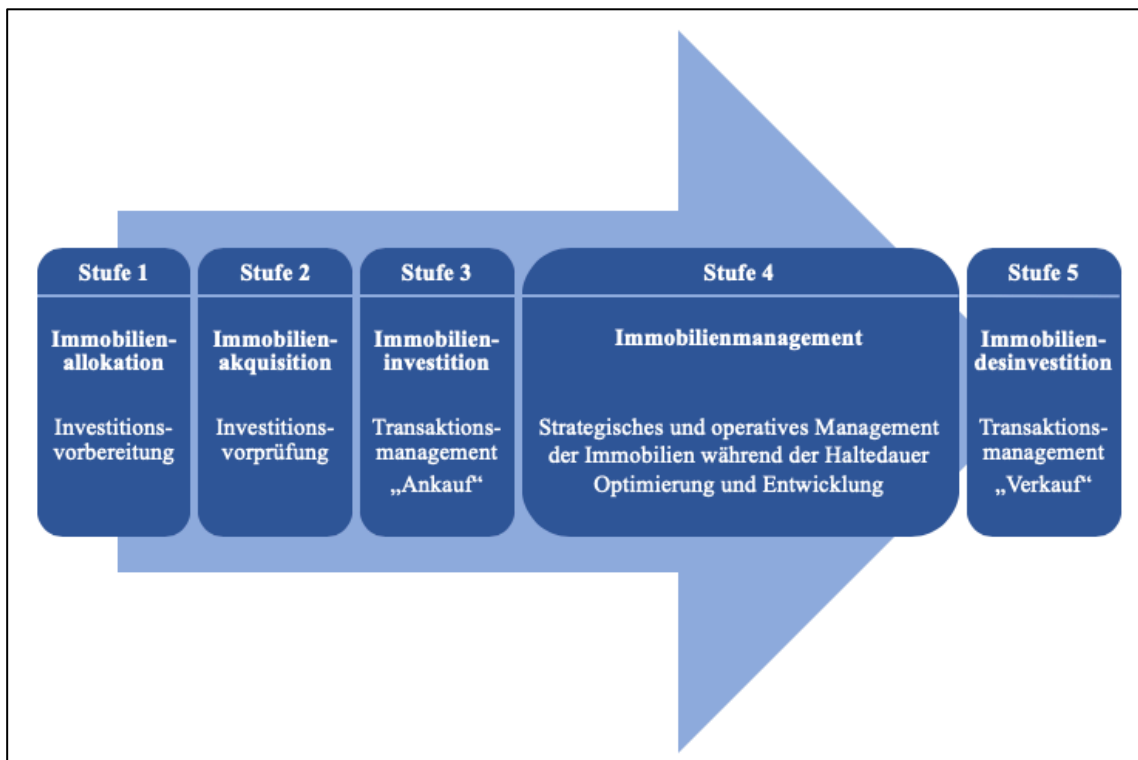 Stufe 1
Immobilien-
allokation
Investitions-
vorbereitung
Stufe 2
Immobilien-
akquisition
Investitions-
vorprüfung
Stufe 3
Immobilien-
investition
Transaktions-
management
„Ankauf“
Stufe 4
Immobilienmanagement
Strategisches und operatives Management
der Immobilien während der Haltedauer
Optimierung und Entwicklung
Stufe 5
Immobilien-
desinvestition
Transaktions-
management
„Verkauf“